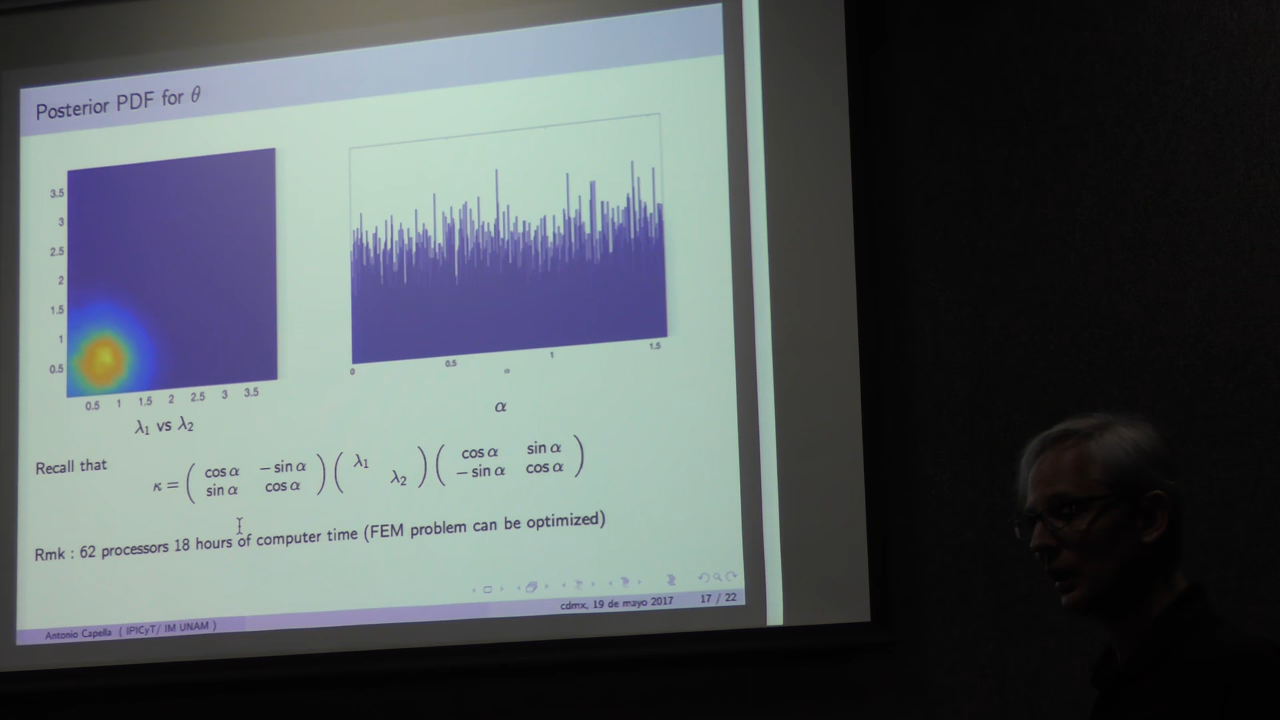 Posterior PDF for θ
3.5
3
2.5
2
1.5
1
0.5
0.5 1 1.5 2 2.5 3 3.5
λ₁ vs λ₂
0 0.5 1 1.5
α
α
Recall that
κ = ( cos α − sin α ) ( λ₁ ) ( cos α sin α )
( sin α cos α ) ( λ₂ ) ( − sin α cos α )
Rmk : 62 processors 18 hours of computer time (FEM problem can be optimized)
Antonio Capella ( IPICyT/ IM UNAM ) cdmx, 19 de mayo 2017 17 / 22